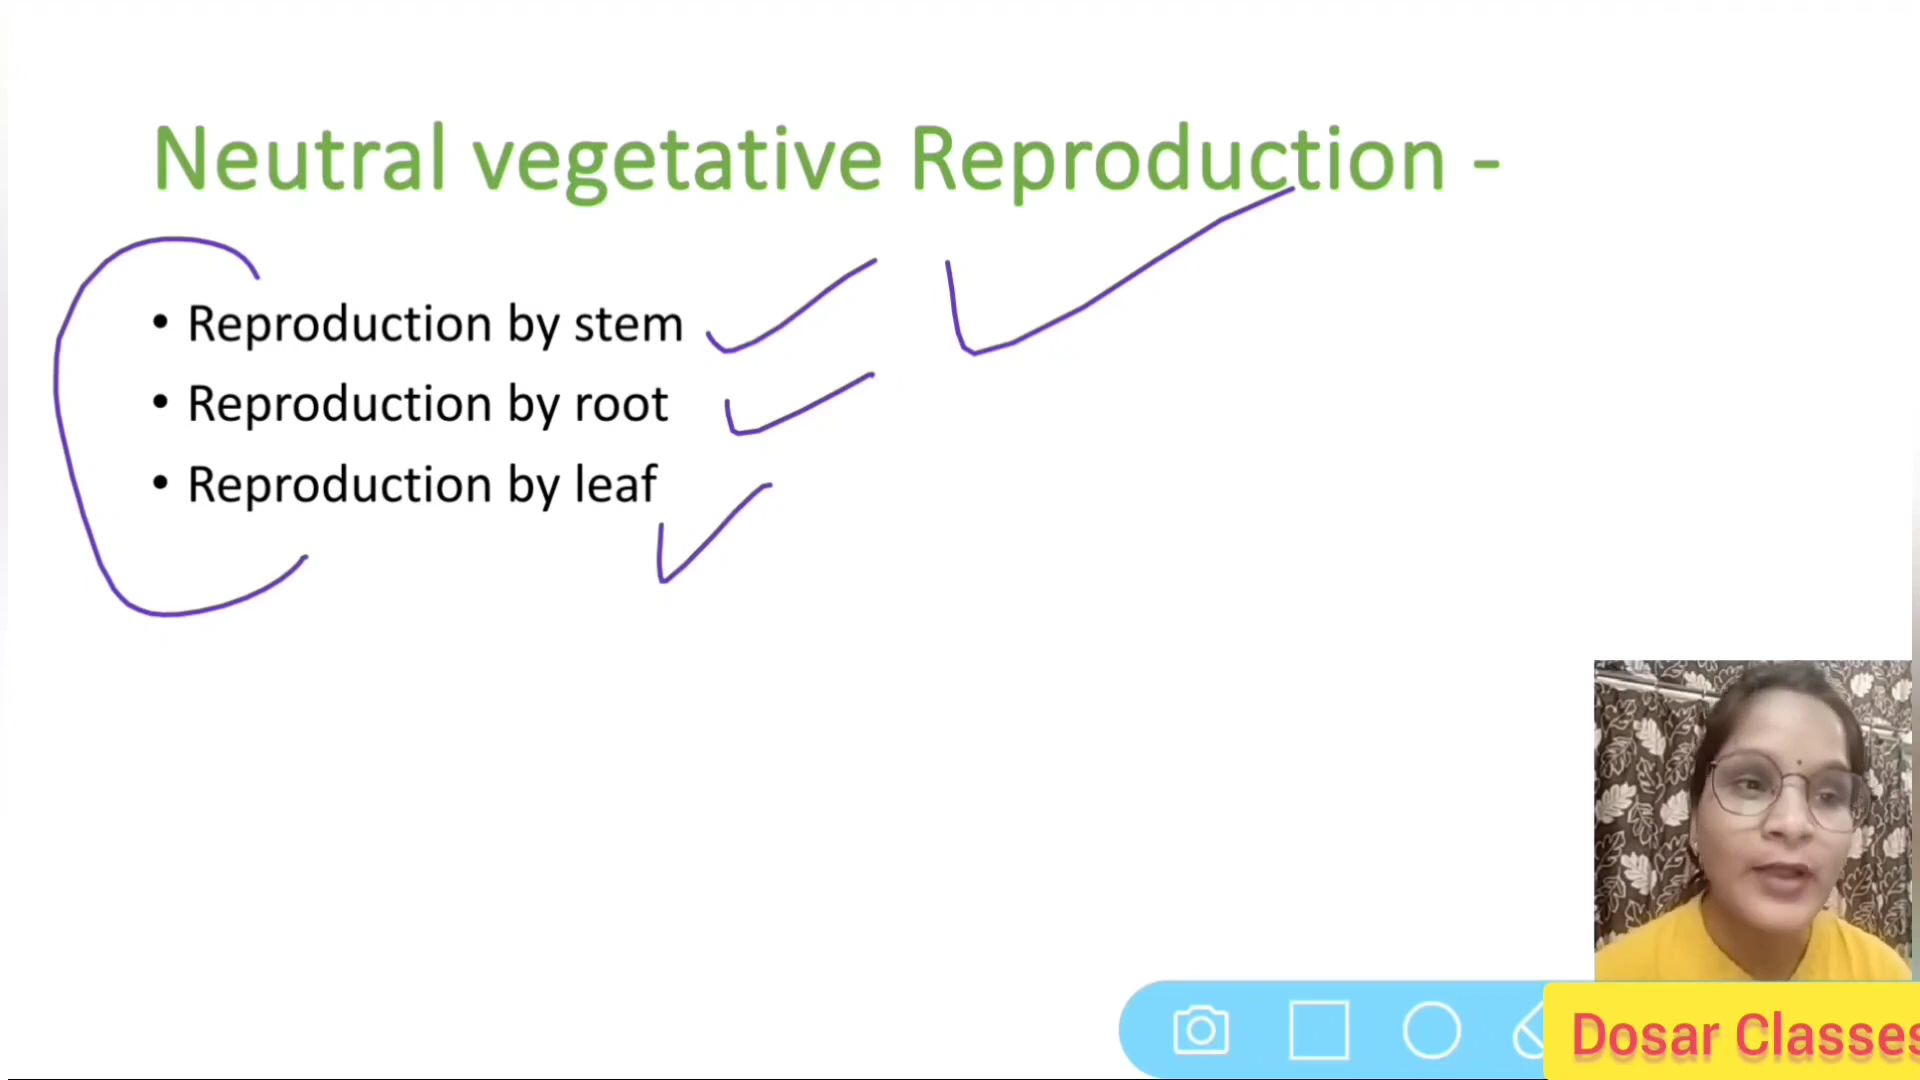 Neutral vegetative Reproduction -
• Reproduction by stem
• Reproduction by root
• Reproduction by leaf
Dosar Classes